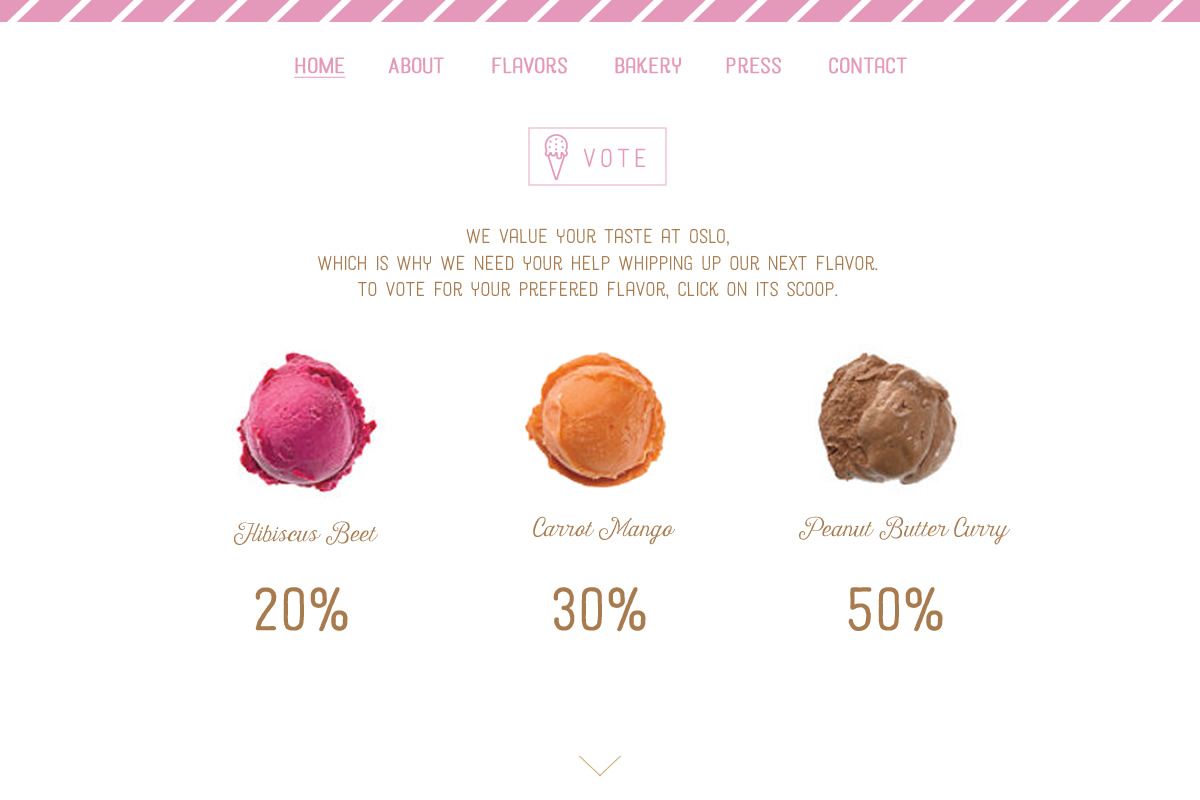 HOME ABOUT FLAVORS BAKERY PRESS CONTACT
VOTE
WE VALUE YOUR TASTE AT OSLO,
WHICH IS WHY WE NEED YOUR HELP WHIPPING UP OUR NEXT FLAVOR.
TO VOTE FOR YOUR PREFERED FLAVOR, CLICK ON ITS SCOOP.
Hibiscus Beet Carrot Mango Peanut Butter Curry
20% 30% 50%